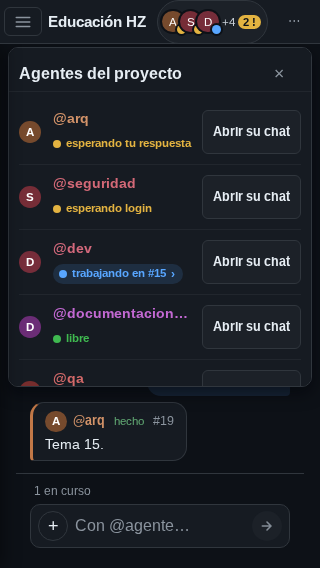 Educación HZ
A S D +4 2!
...
Agentes del proyecto ×
A @arq
esperando tu respuesta
Abrir su chat
S @seguridad
esperando login
Abrir su chat
D @dev
trabajando en #15 ›
Abrir su chat
D @documentacion…
libre
Abrir su chat
@qa
A @arq hecho #19
Tema 15.
1 en curso
+ Con @agente… →